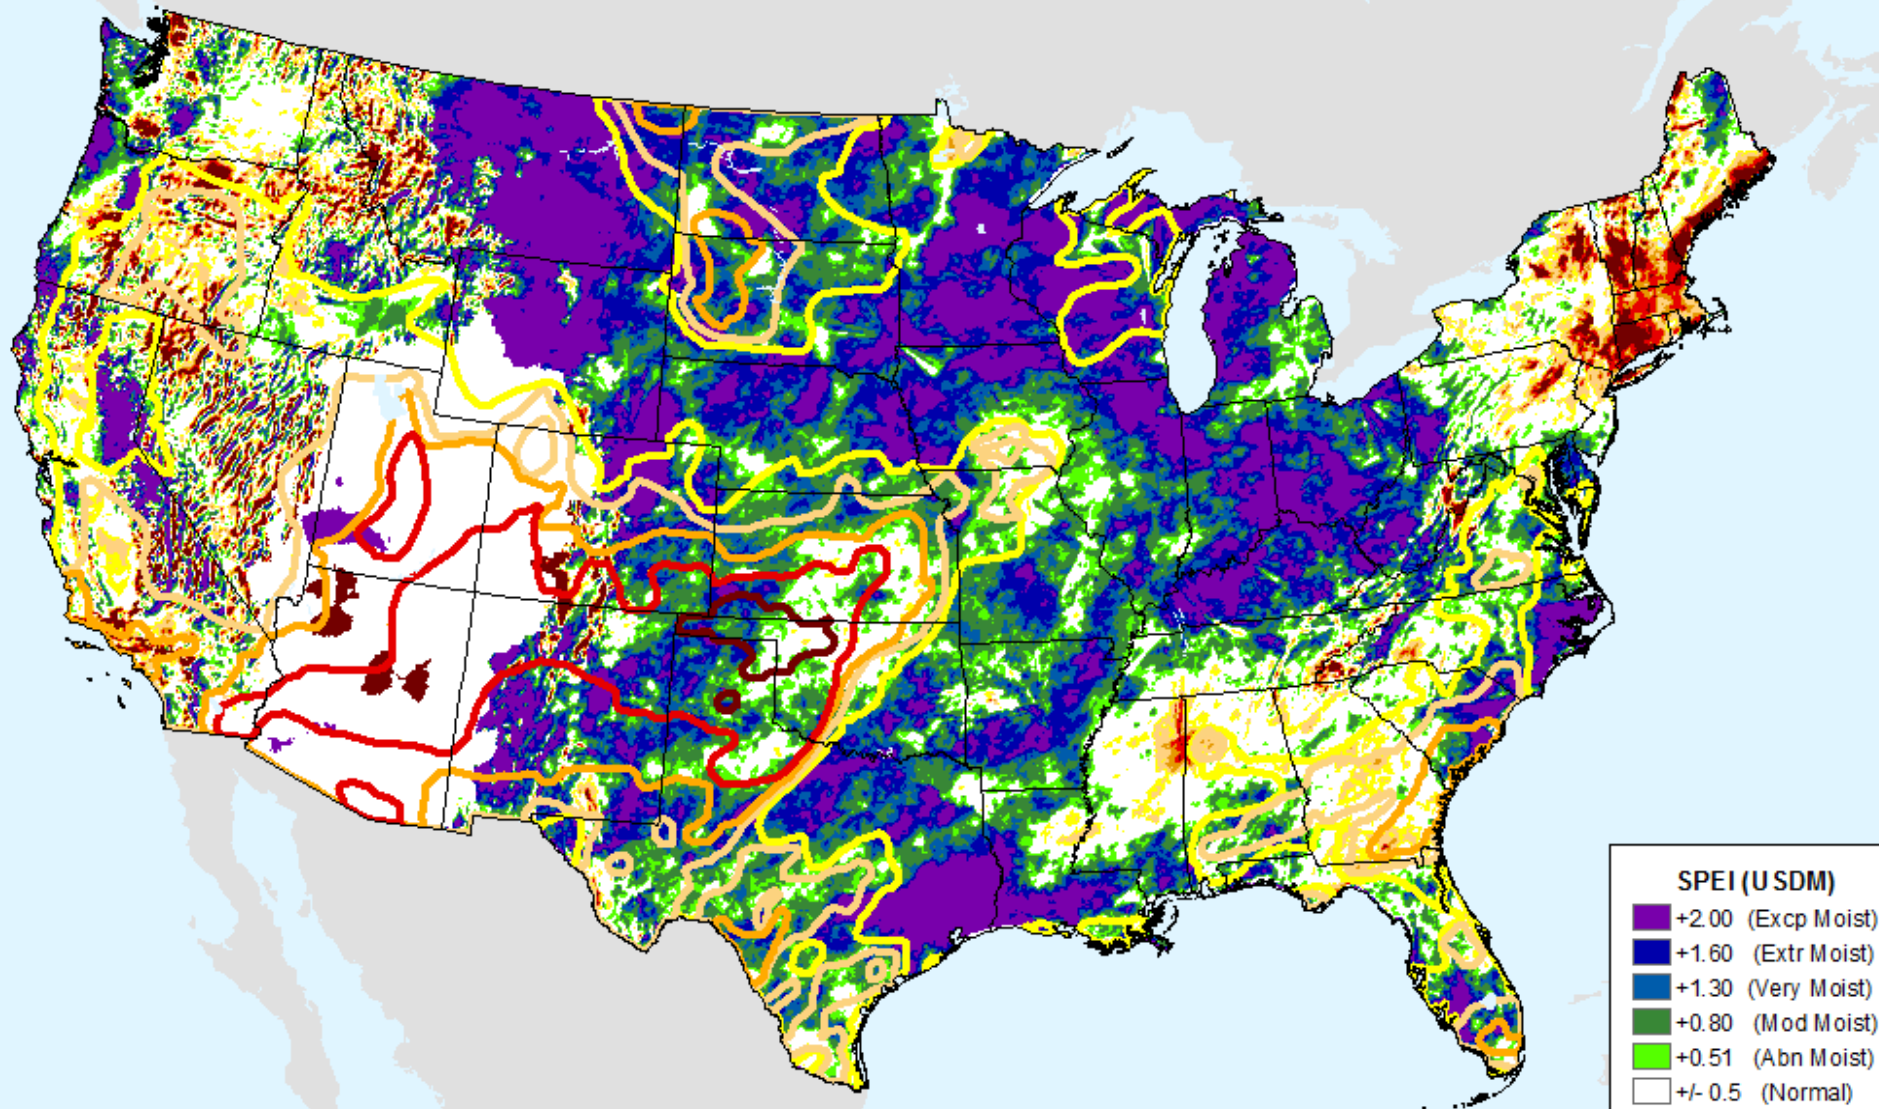 SPEI (USDM)
+2.00 (Excp Moist)
+1.60 (Extr Moist)
+1.30 (Very Moist)
+0.80 (Mod Moist)
+0.51 (Abn Moist)
+/- 0.5 (Normal)